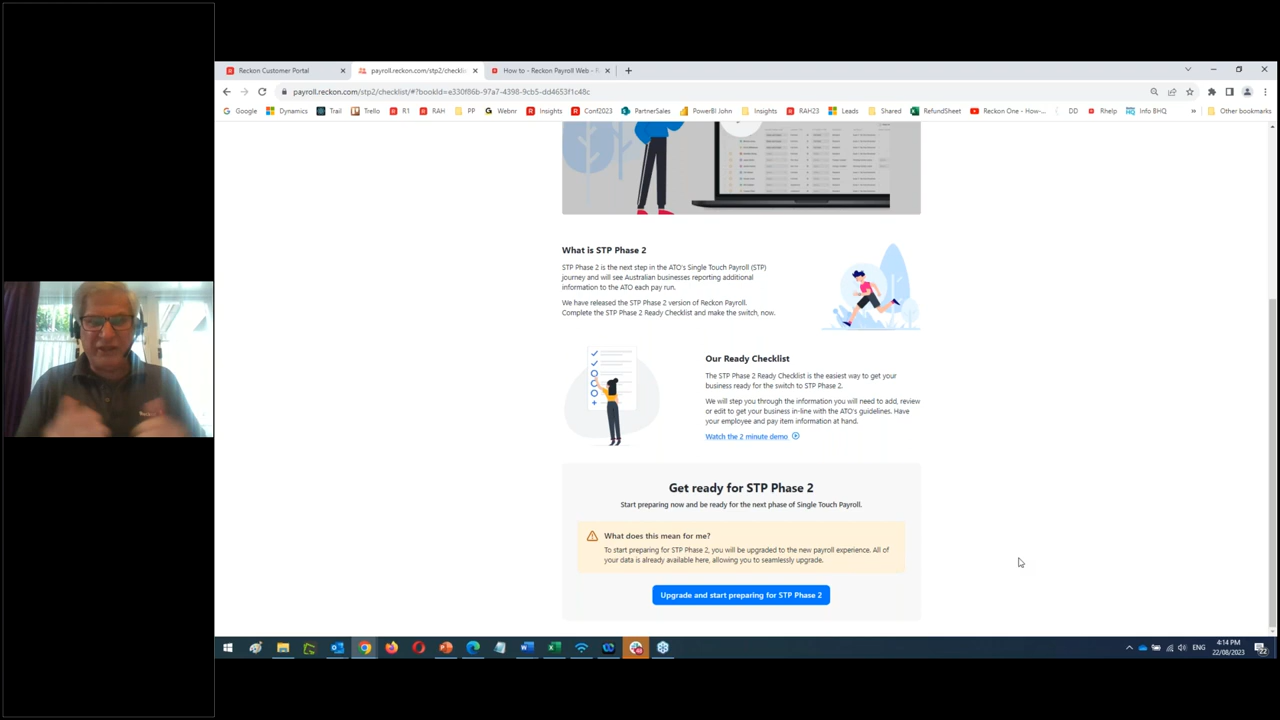 Reckon Customer Portal
payroll.reckon.com/stp2/checkli
How to - Reckon Payroll Web - R
payroll.reckon.com/stp2/checklist/#?bookId=e330f86b-97a7-4398-9cb5-dd4653f1c48c
Google Dynamics Trail Trello R1 RAH PP Webnr Insights Conf2023 PartnerSales PowerBI John Insights RAH23 Leads Shared RefundSheet Reckon One - How-... DD Rhelp Info BHQ » Other bookmarks
What is STP Phase 2
STP Phase 2 is the next step in the ATO's Single Touch Payroll (STP)
journey and will see Australian businesses reporting additional
information to the ATO each pay run.
We have released the STP Phase 2 version of Reckon Payroll.
Complete the STP Phase 2 Ready Checklist and make the switch, now.
Our Ready Checklist
The STP Phase 2 Ready Checklist is the easiest way to get your
business ready for the switch to STP Phase 2.
We will step you through the information you will need to add, review
or edit to get your business in-line with the ATO's guidelines. Have
your employee and pay item information at hand.
Watch the 2 minute demo
Get ready for STP Phase 2
Start preparing now and be ready for the next phase of Single Touch Payroll.
What does this mean for me?
To start preparing for STP Phase 2, you will be upgraded to the new payroll experience. All of
your data is already available here, allowing you to seamlessly upgrade.
Upgrade and start preparing for STP Phase 2
ENG
4:14 PM
22/08/2023
22